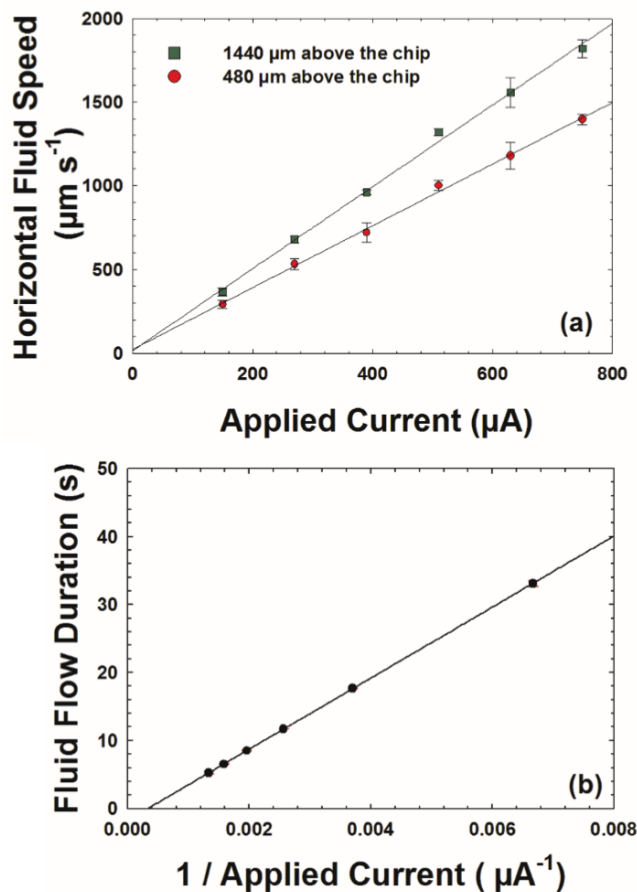 2000
1500
1000
500
0
Horizontal Fluid Speed
(µm s⁻¹)
1440 µm above the chip
480 µm above the chip
(a)
0 200 400 600 800
Applied Current (µA)
50
40
30
20
10
0
Fluid Flow Duration (s)
(b)
0.000 0.002 0.004 0.006 0.008
1 / Applied Current ( µA⁻¹)